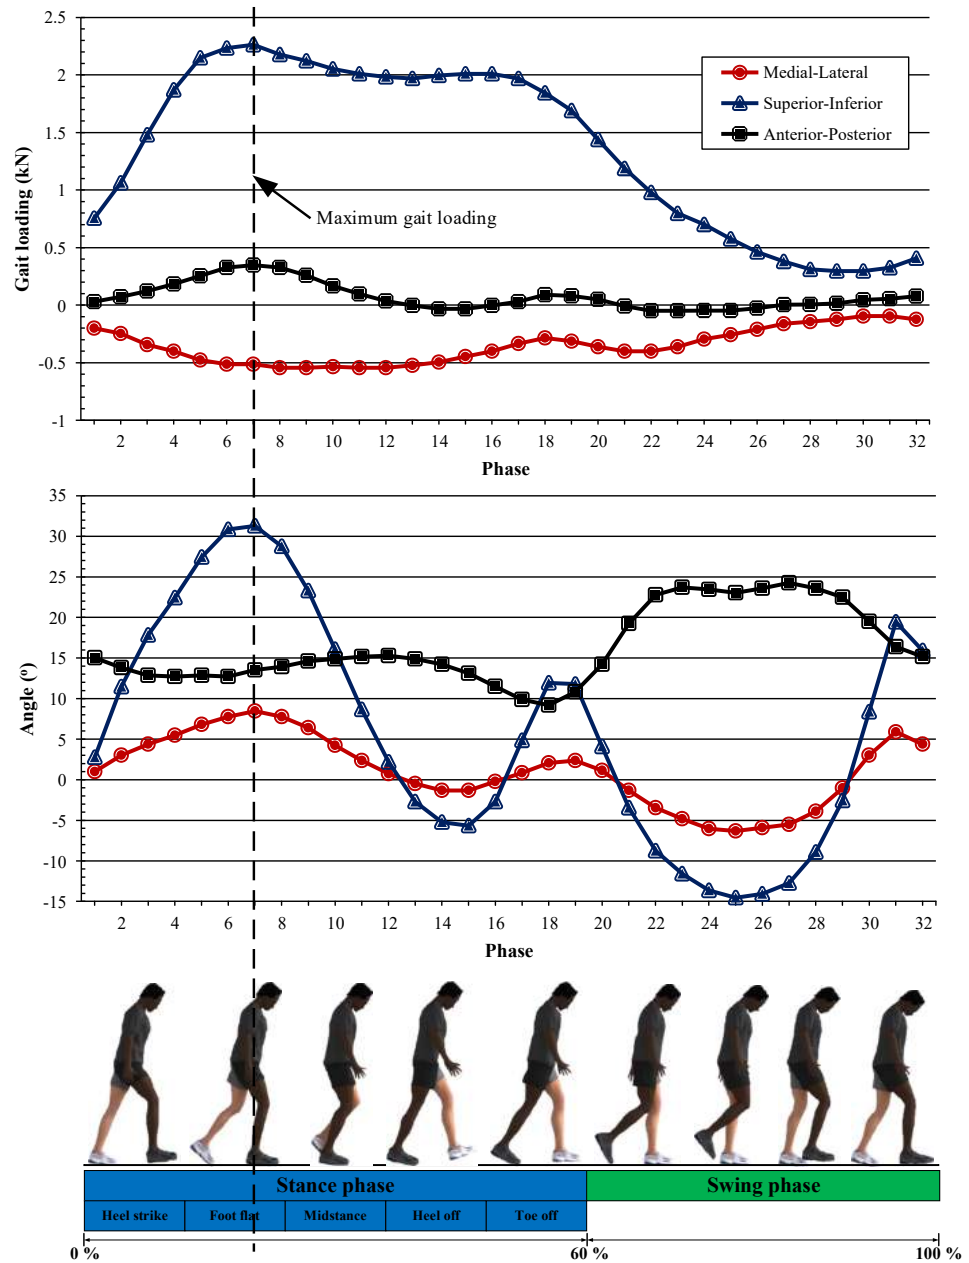 2.5
2
1.5
1
0.5
0
-0.5
-1
Gait loading (kN)
Medial-Lateral
Superior-Inferior
Anterior-Posterior
Maximum gait loading
2 4 6 8 10 12 14 16 18 20 22 24 26 28 30 32
Phase
35
30
25
20
15
10
5
0
-5
-10
-15
Angle (º)
2 4 6 8 10 12 14 16 18 20 22 24 26 28 30 32
Phase
Stance phase Swing phase
Heel strike Foot flat Midstance Heel off Toe off
0 % 60 % 100 %